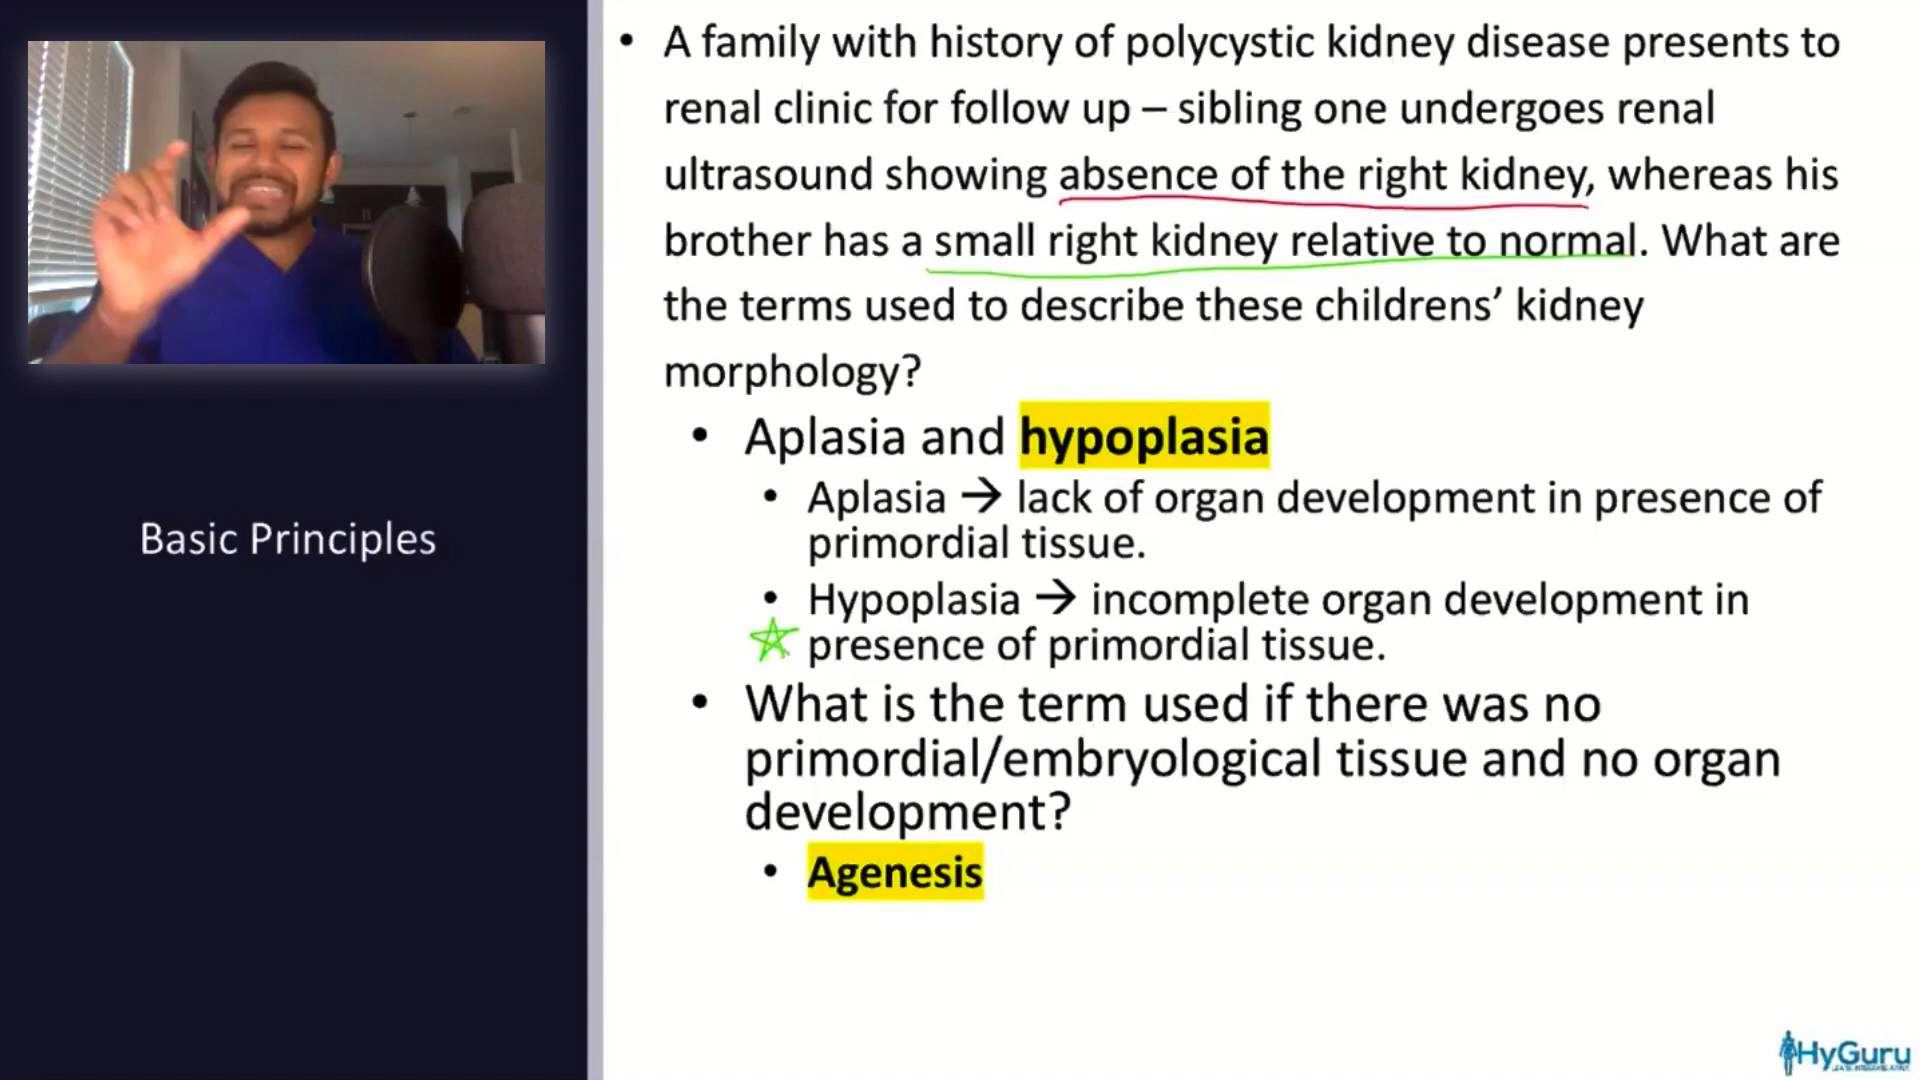 • A family with history of polycystic kidney disease presents to
renal clinic for follow up – sibling one undergoes renal
ultrasound showing absence of the right kidney, whereas his
brother has a small right kidney relative to normal. What are
the terms used to describe these childrens’ kidney
morphology?
• Aplasia and hypoplasia
• Aplasia → lack of organ development in presence of
primordial tissue.
• Hypoplasia → incomplete organ development in
presence of primordial tissue.
• What is the term used if there was no
primordial/embryological tissue and no organ
development?
• Agenesis
Basic Principles
HyGuru